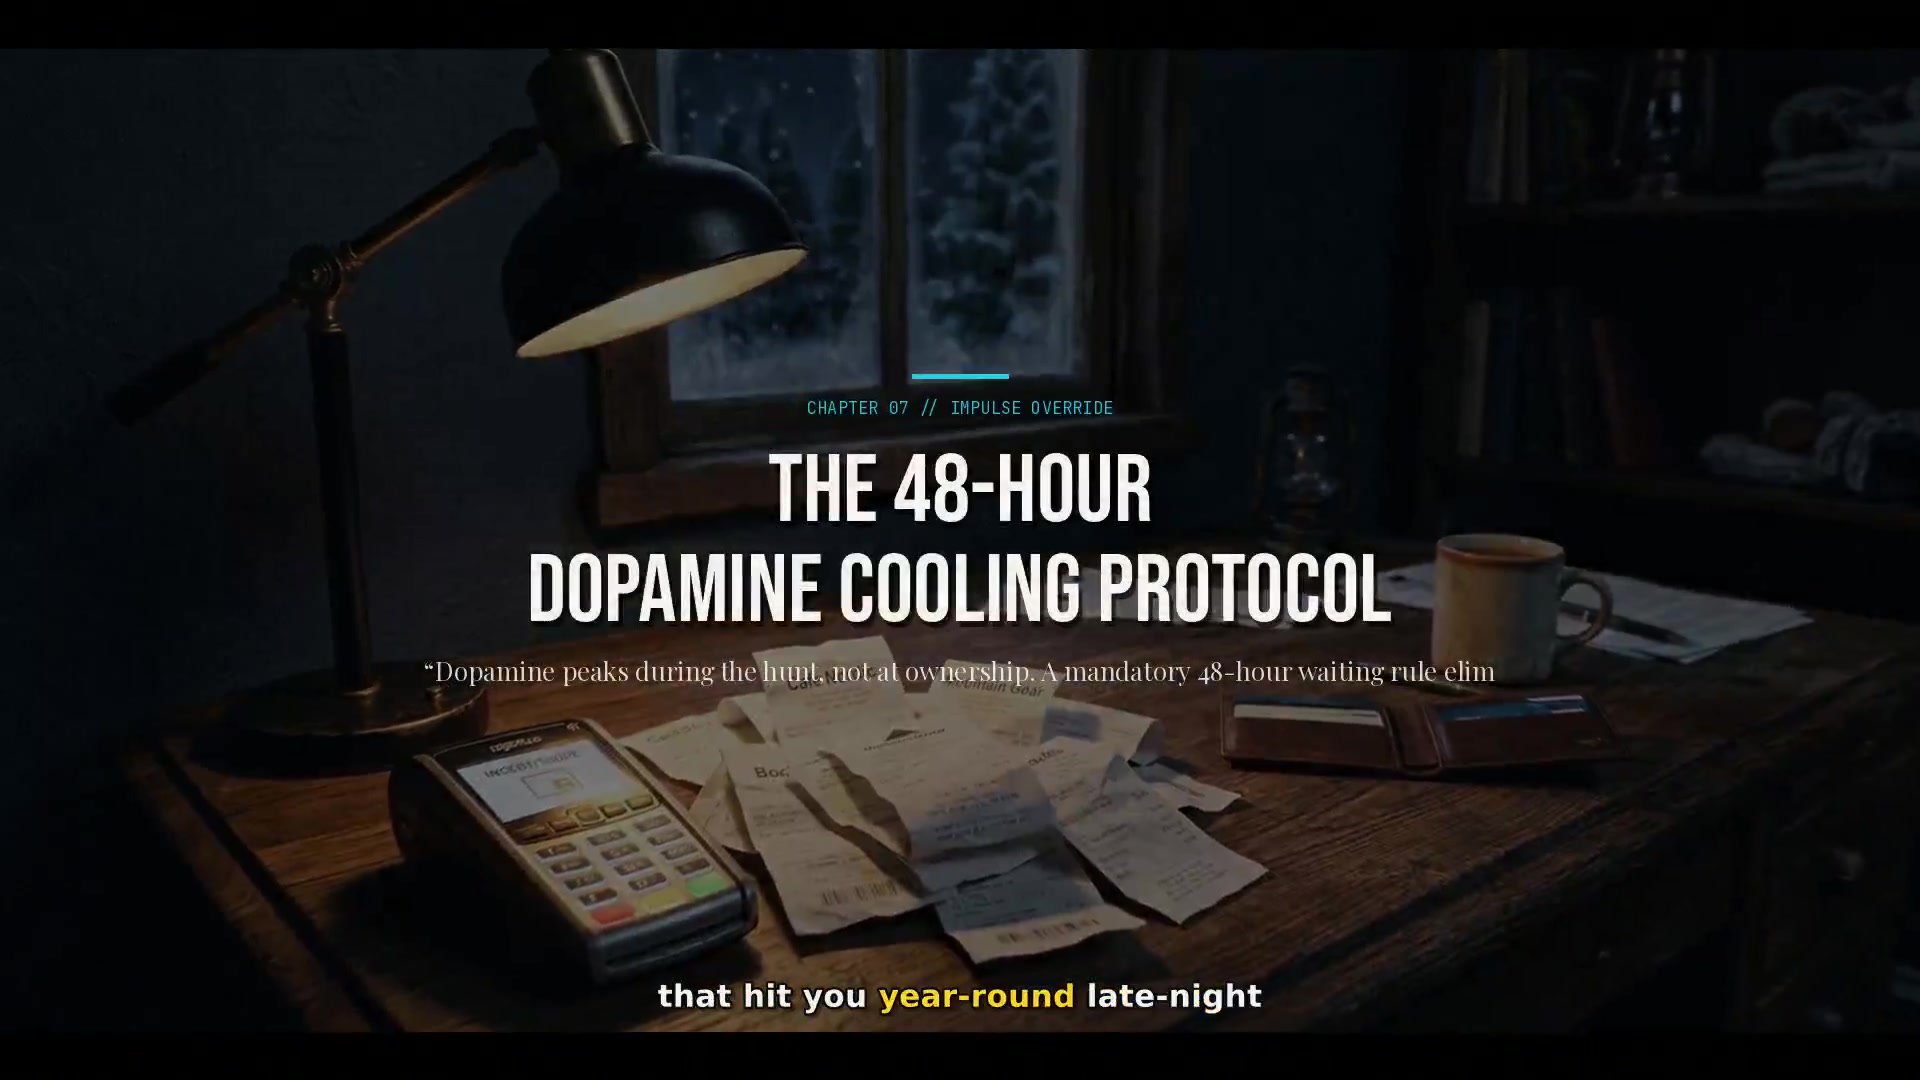 CHAPTER 07 // IMPULSE OVERRIDE
THE 48-HOUR
DOPAMINE COOLING PROTOCOL
“Dopamine peaks during the hunt, not at ownership. A mandatory 48-hour waiting rule elim
that hit you year-round late-night